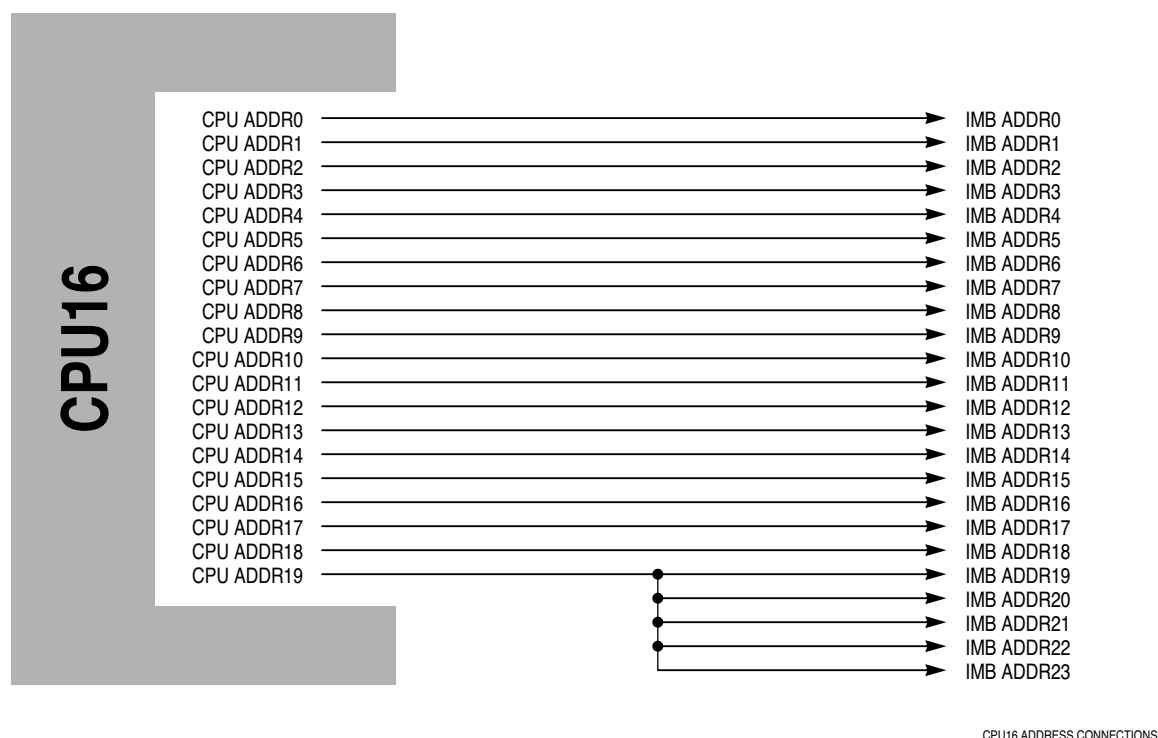 CPU16
CPU ADDR0 IMB ADDR0
CPU ADDR1 IMB ADDR1
CPU ADDR2 IMB ADDR2
CPU ADDR3 IMB ADDR3
CPU ADDR4 IMB ADDR4
CPU ADDR5 IMB ADDR5
CPU ADDR6 IMB ADDR6
CPU ADDR7 IMB ADDR7
CPU ADDR8 IMB ADDR8
CPU ADDR9 IMB ADDR9
CPU ADDR10 IMB ADDR10
CPU ADDR11 IMB ADDR11
CPU ADDR12 IMB ADDR12
CPU ADDR13 IMB ADDR13
CPU ADDR14 IMB ADDR14
CPU ADDR15 IMB ADDR15
CPU ADDR16 IMB ADDR16
CPU ADDR17 IMB ADDR17
CPU ADDR18 IMB ADDR18
CPU ADDR19 IMB ADDR19
IMB ADDR20
IMB ADDR21
IMB ADDR22
IMB ADDR23
CPU16 ADDRESS CONNECTIONS